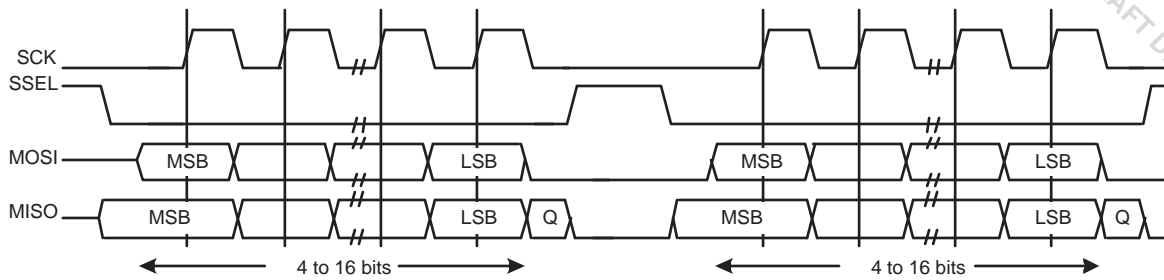 AFT D
SCK
SSEL
MOSI MSB LSB MSB LSB
MISO MSB LSB Q MSB LSB Q
4 to 16 bits 4 to 16 bits